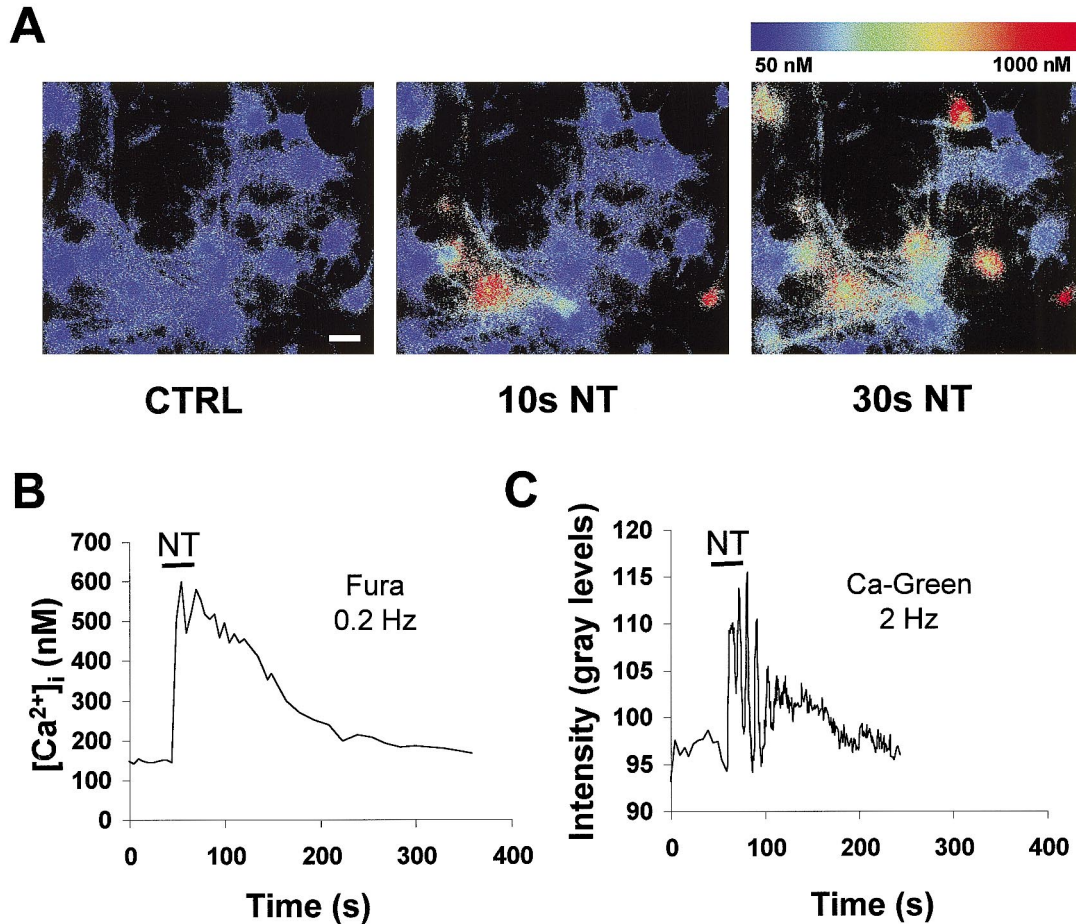 A
50 nM 1000 nM
CTRL 10s NT 30s NT
B
[Ca²⁺]i (nM)
700
600
500
400
300
200
100
0
NT
Fura
0.2 Hz
0 100 200 300 400
Time (s)
C
Intensity (gray levels)
120
115
110
105
100
95
90
NT
Ca-Green
2 Hz
0 100 200 300 400
Time (s)